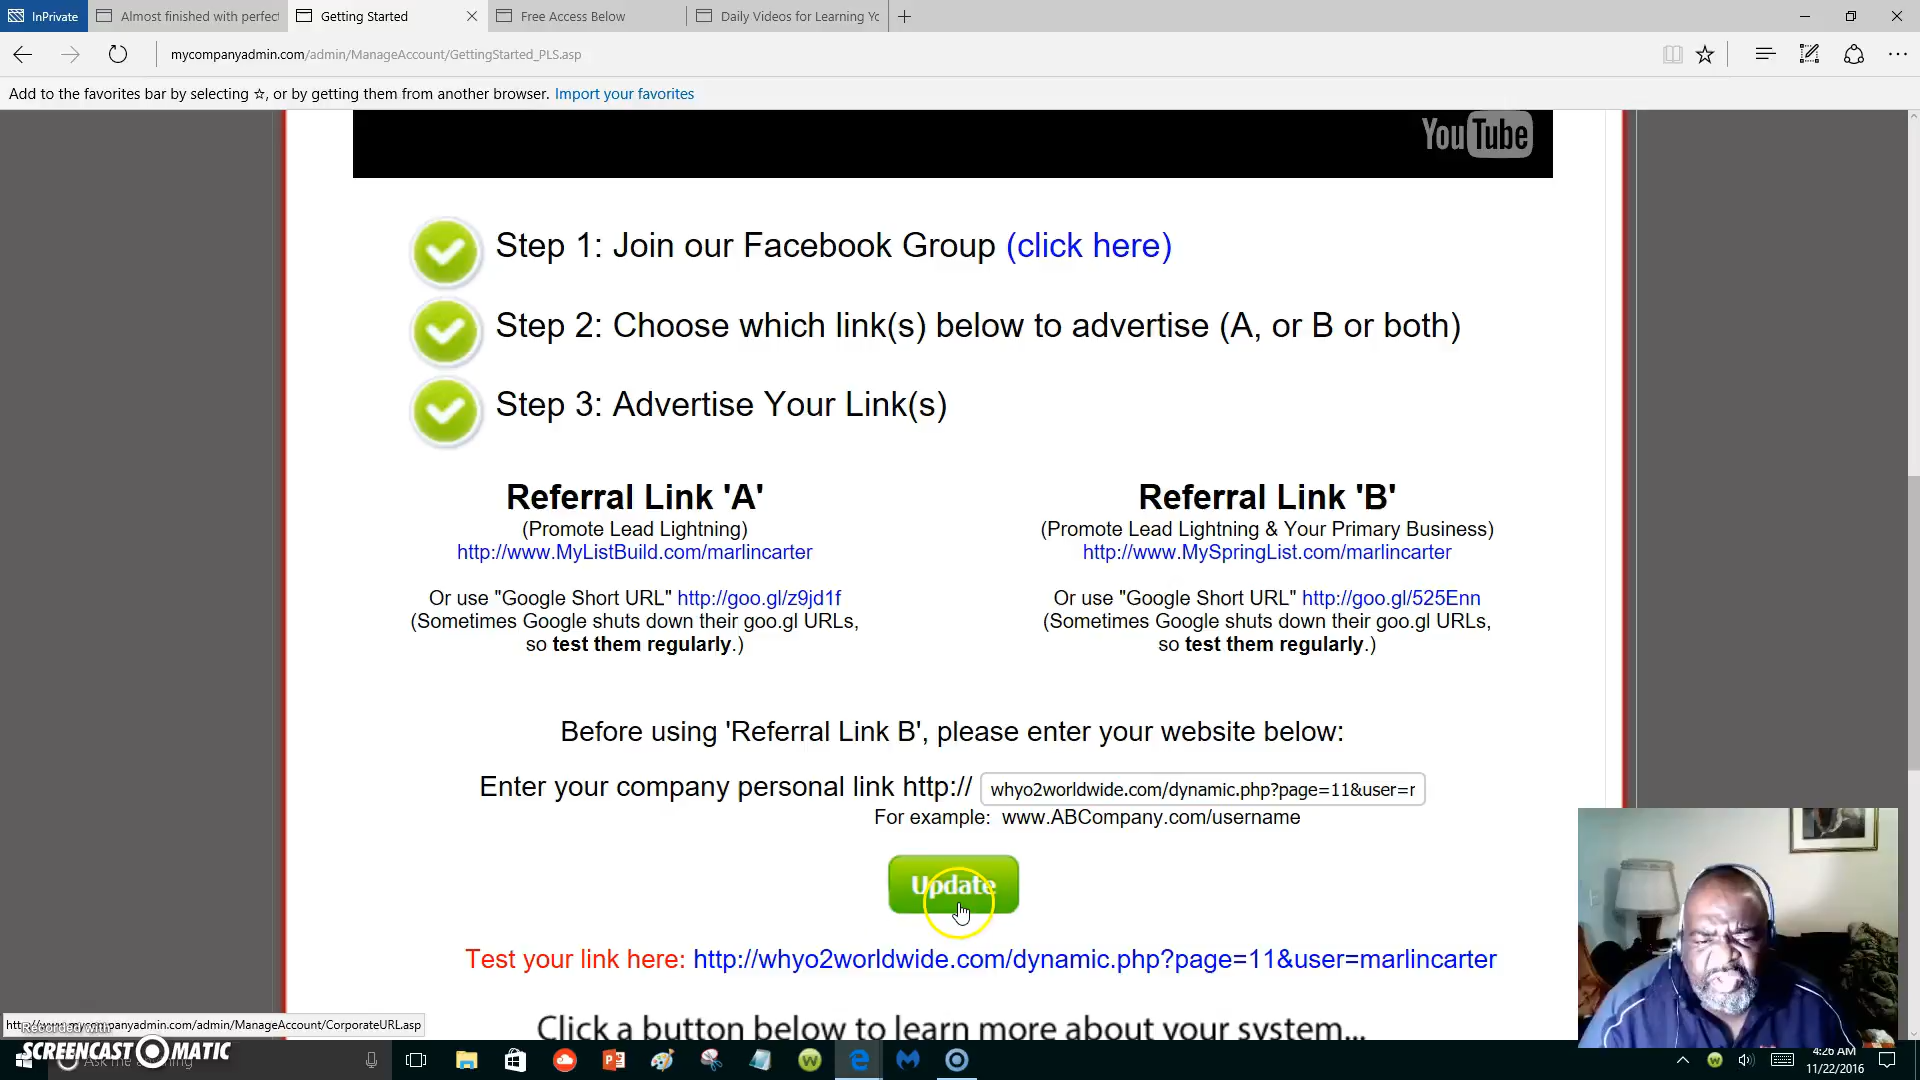 InPrivate
Almost finished with perfect
Getting Started
Free Access Below
Daily Videos for Learning Yo
mycompanyadmin.com/admin/ManageAccount/GettingStarted_PLS.asp
Add to the favorites bar by selecting ☆, or by getting them from another browser. Import your favorites
YouTube
Step 1: Join our Facebook Group (click here)
Step 2: Choose which link(s) below to advertise (A, or B or both)
Step 3: Advertise Your Link(s)
Referral Link 'A'
(Promote Lead Lightning)
http://www.MyListBuild.com/marlincarter
Or use "Google Short URL" http://goo.gl/z9jd1f
(Sometimes Google shuts down their goo.gl URLs,
so test them regularly.)
Referral Link 'B'
(Promote Lead Lightning & Your Primary Business)
http://www.MySpringList.com/marlincarter
Or use "Google Short URL" http://goo.gl/525Enn
(Sometimes Google shuts down their goo.gl URLs,
so test them regularly.)
Before using 'Referral Link B', please enter your website below:
Enter your company personal link http:// whyo2worldwide.com/dynamic.php?page=11&user=r
For example: www.ABCompany.com/username
Update
Test your link here: http://whyo2worldwide.com/dynamic.php?page=11&user=marlincarter
Click a button below to learn more about your system...
RECORDED WITH
SCREENCAST-O-MATIC
4:26 AM
11/22/2016